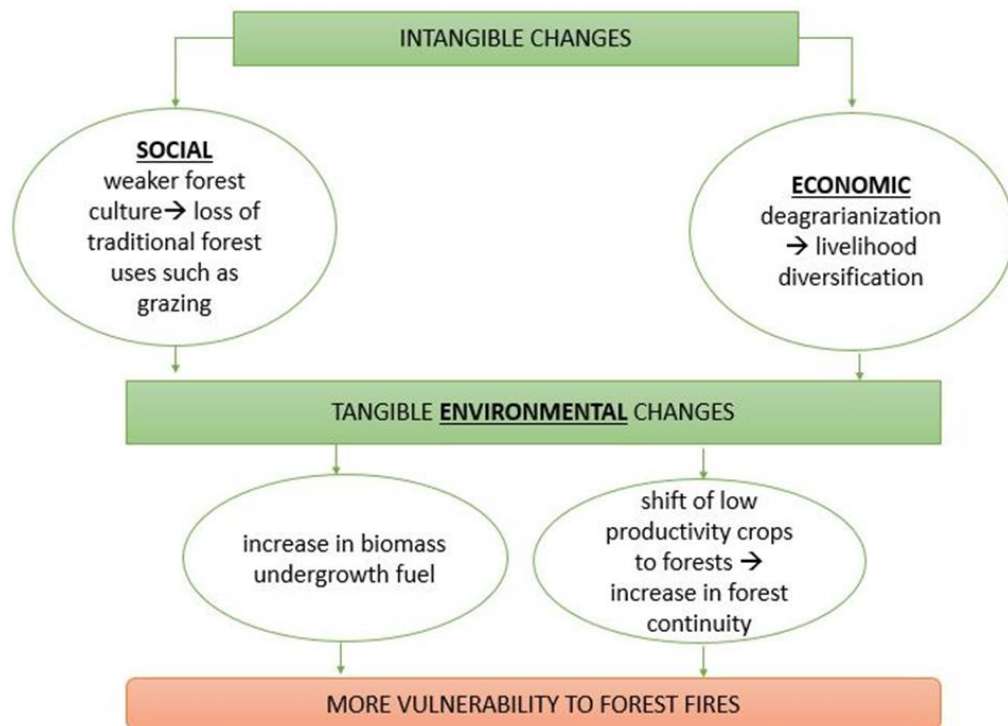 INTANGIBLE CHANGES
SOCIAL
weaker forest
culture→ loss of
traditional forest
uses such as
grazing
ECONOMIC
deagrarianization
→ livelihood
diversification
TANGIBLE ENVIRONMENTAL CHANGES
increase in biomass
undergrowth fuel
shift of low
productivity crops
to forests →
increase in forest
continuity
MORE VULNERABILITY TO FOREST FIRES